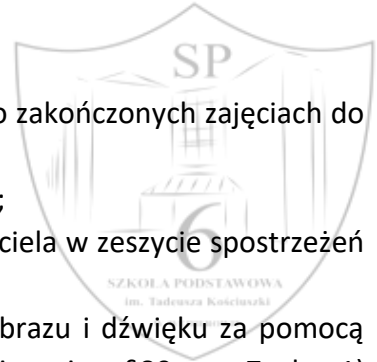 SP
o zakończonych zajęciach do
;
ciela w zeszycie spostrzeżeń
6
SZKOŁA PODSTAWOWA
im. Tadeusza Kościuszki
brazu i dźwięku za pomocą